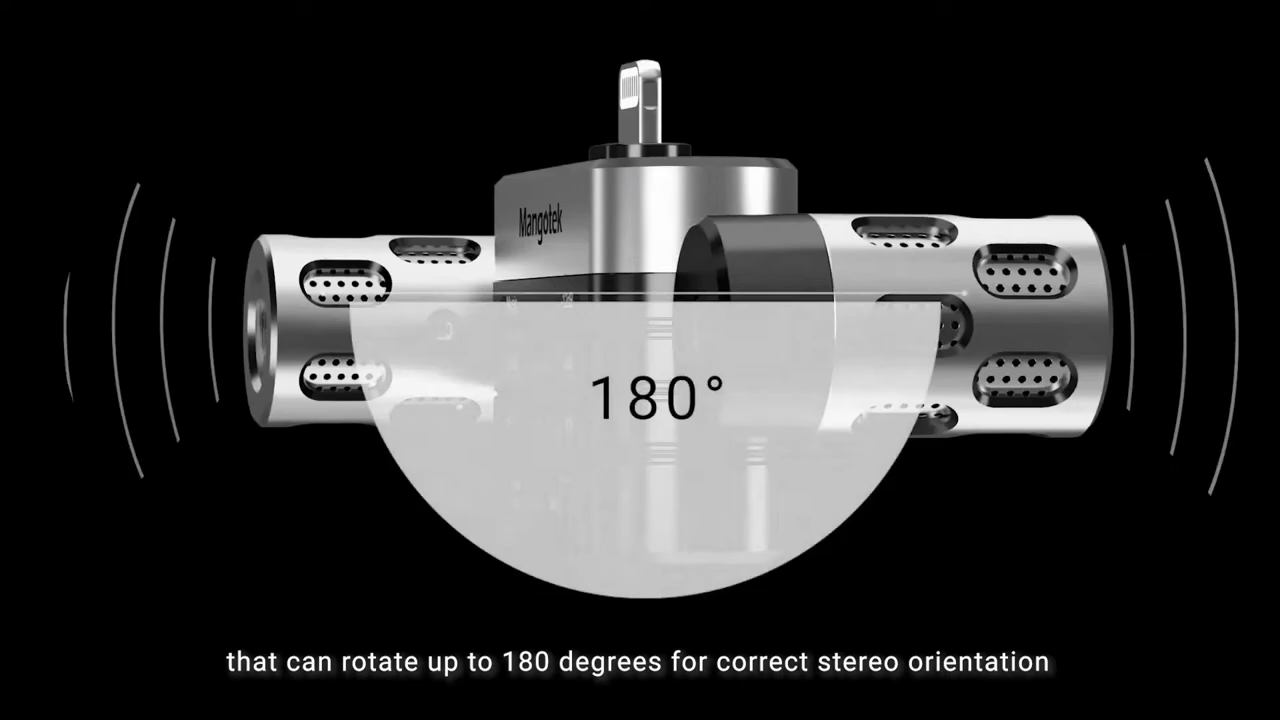 Mangotek
180°
that can rotate up to 180 degrees for correct stereo orientation